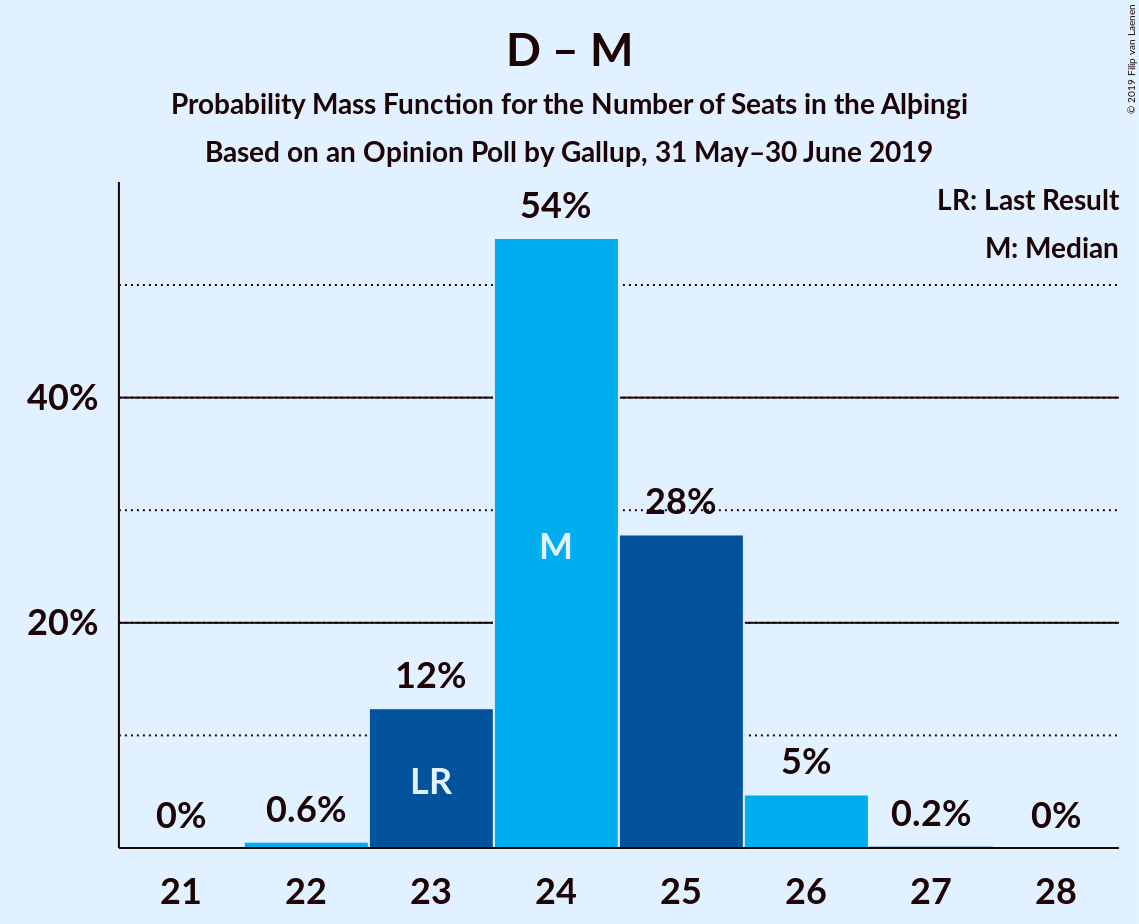 D – M
Probability Mass Function for the Number of Seats in the Alþingi
Based on an Opinion Poll by Gallup, 31 May–30 June 2019
© 2019 Filip van Laenen
LR: Last Result
M: Median
54%
40%
28%
M
20%
12%
LR
5%
0%
0.6%
0.2%
0%
21 22 23 24 25 26 27 28